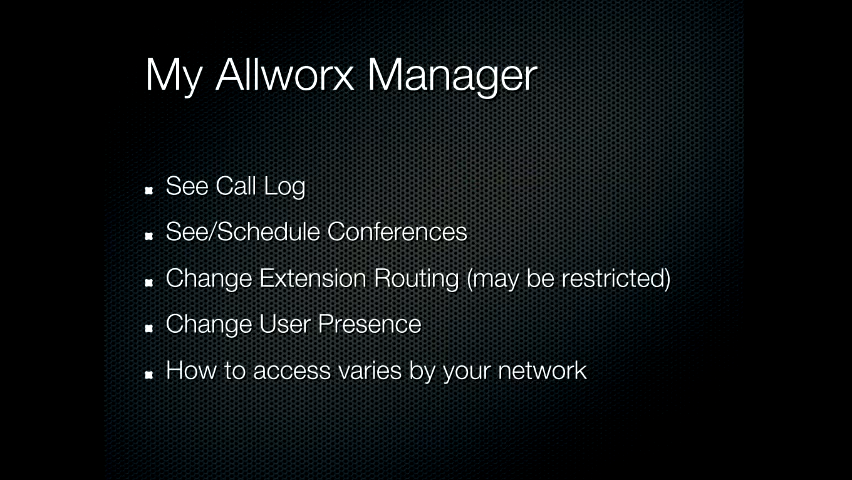 My Allworx Manager
See Call Log
See/Schedule Conferences
Change Extension Routing (may be restricted)
Change User Presence
How to access varies by your network